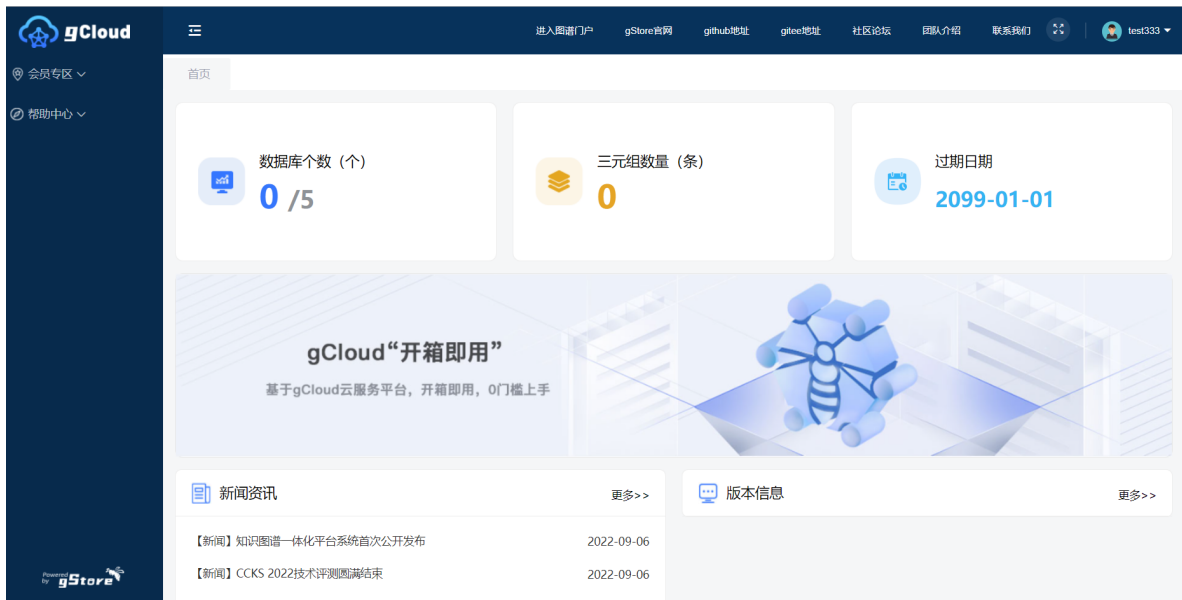 gCloud
进入图谱门户 gStore官网 github地址 gitee地址 社区论坛 团队介绍 联系我们 test333
会员专区
帮助中心
首页
数据库个数（个）
0 /5
三元组数量（条）
0
过期日期
2099-01-01
gCloud“开箱即用”
基于gCloud云服务平台，开箱即用，0门槛上手
新闻资讯 更多>>
【新闻】知识图谱一体化平台系统首次公开发布 2022-09-06
【新闻】CCKS 2022技术评测圆满结束 2022-09-06
版本信息 更多>>
Powered
by gStore